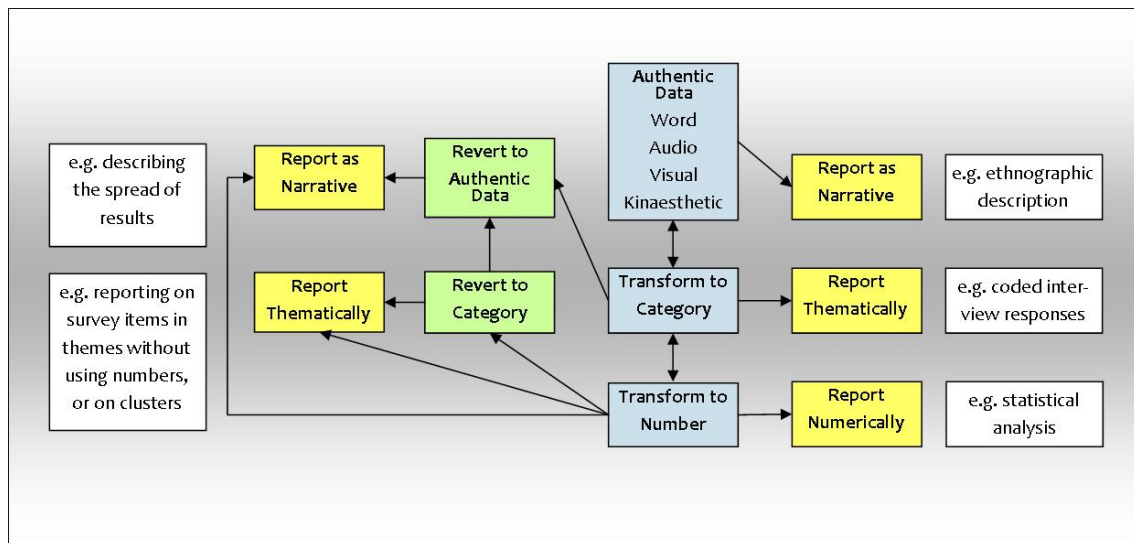 e.g. describing
the spread of
results
Report as
Narrative
Revert to
Authentic
Data
Authentic
Data
Word
Audio
Visual
Kinaesthetic
Report as
Narrative
e.g. ethnographic
description
e.g. reporting on
survey items in
themes without
using numbers,
or on clusters
Report
Thematically
Revert to
Category
Transform to
Category
Report
Thematically
e.g. coded inter-
view responses
Transform to
Number
Report
Numerically
e.g. statistical
analysis